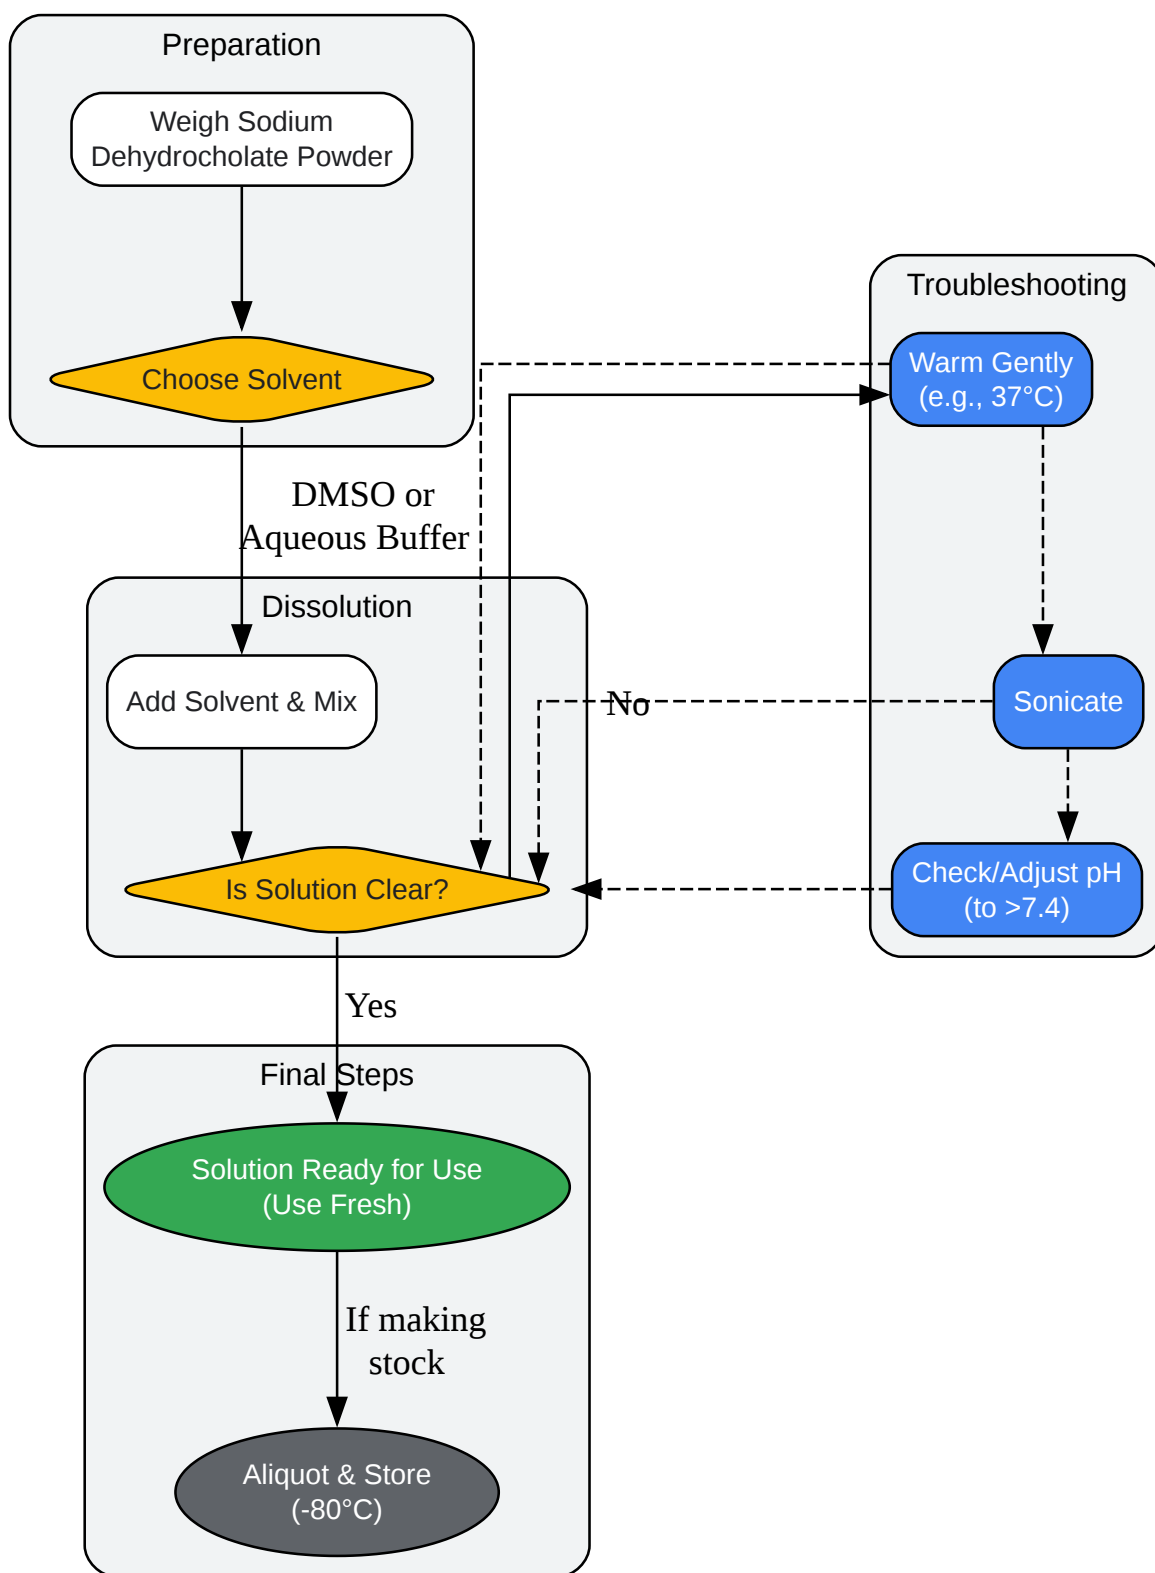 Preparation
Weigh Sodium
Dehydrocholate Powder
Choose Solvent
DMSO or
Aqueous Buffer
Troubleshooting
Warm Gently
(e.g., 37°C)
Sonicate
Check/Adjust pH
(to >7.4)
Dissolution
Add Solvent & Mix
No
Is Solution Clear?
Yes
Final Steps
Solution Ready for Use
(Use Fresh)
If making
stock
Aliquot & Store
(-80°C)